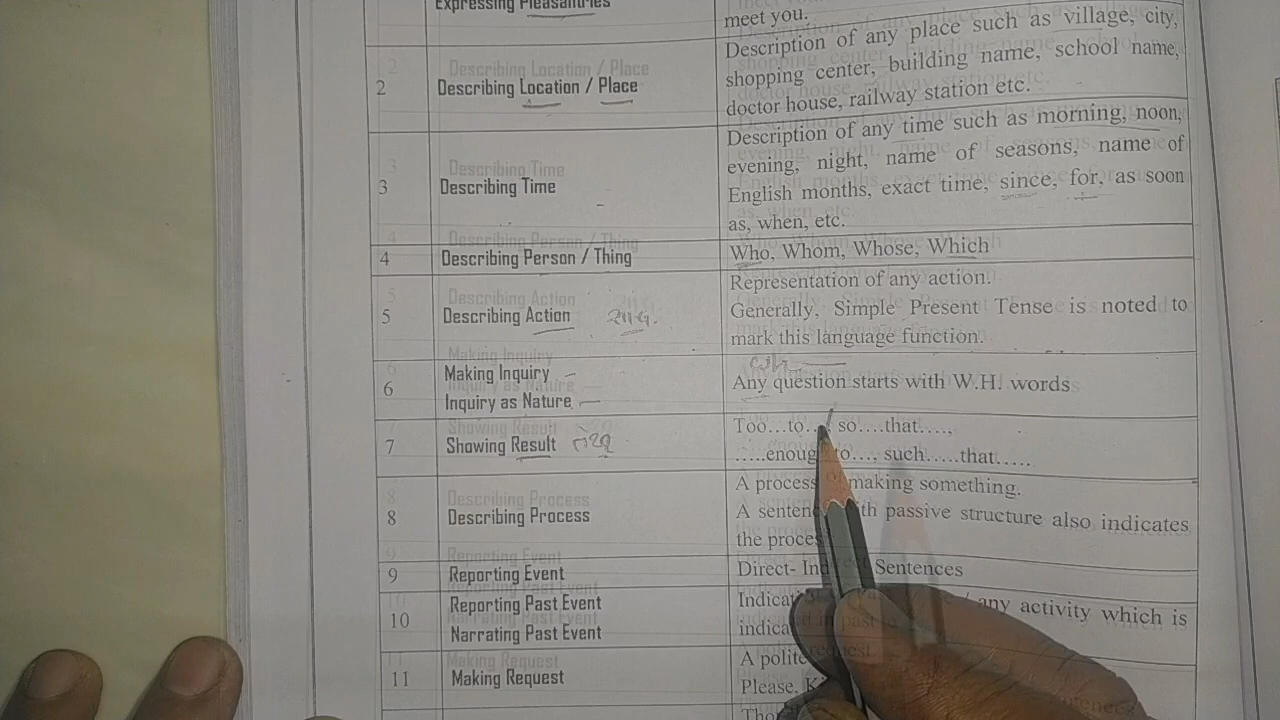 Expressing Pleasantries
meet you.
2
Describing Location / Place
Description of any place such as village, city,
shopping center, building name, school name,
doctor house, railway station etc.
3
Describing Time
Description of any time such as morning, noon,
evening, night, name of seasons, name of
English months, exact time, since, for, as soon
as, when, etc.
4
Describing Person / Thing
Who, Whom, Whose, Which
5
Describing Action
Representation of any action.
Generally, Simple Present Tense is noted to
mark this language function.
6
Making Inquiry
Inquiry as Nature
Wh
Any question starts with W.H. words
7
Showing Result
Too...to... so....that.....,
.....enough to..., such.....that.....
8
Describing Process
A process making something.
A sentence with passive structure also indicates
the process
9
Reporting Event
Direct- Indirect Sentences
10
Reporting Past Event
Narrating Past Event
any activity which is
in past
11
Making Request
A polite request.
Please,